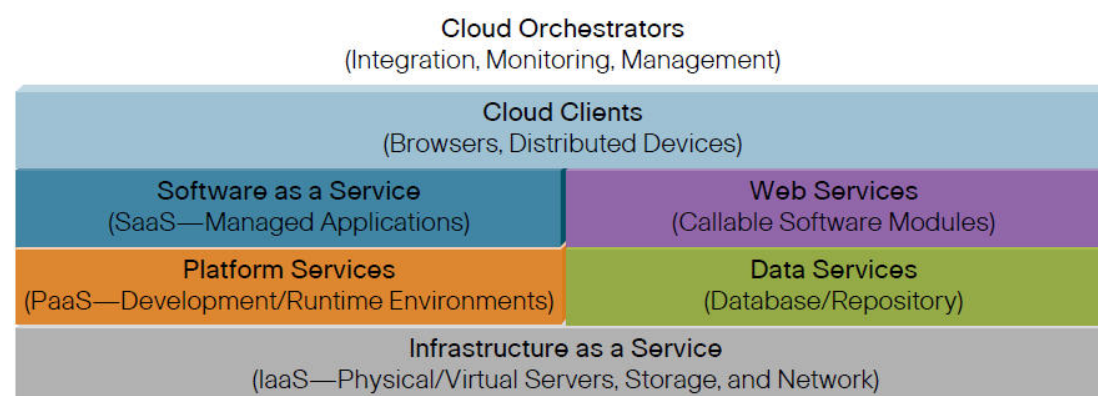 Cloud Orchestrators
(Integration, Monitoring, Management)
Cloud Clients
(Browsers, Distributed Devices)
Software as a Service
(SaaS—Managed Applications)
Web Services
(Callable Software Modules)
Platform Services
(PaaS—Development/Runtime Environments)
Data Services
(Database/Repository)
Infrastructure as a Service
(IaaS—Physical/Virtual Servers, Storage, and Network)